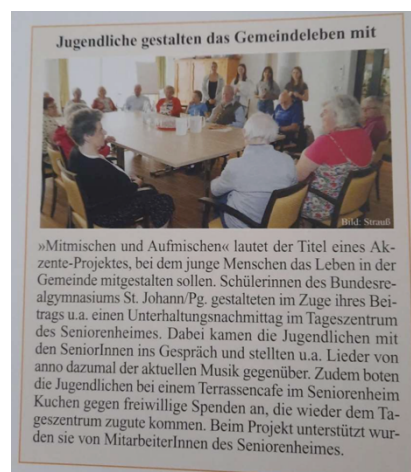 Jugendliche gestalten das Gemeindeleben mit
Bild: Strauß
»Mitmischen und Aufmischen« lautet der Titel eines Ak-
zente-Projektes, bei dem junge Menschen das Leben in der
Gemeinde mitgestalten sollen. Schülerinnen des Bundesre-
algymnasiums St. Johann/Pg. gestalteten im Zuge ihres Bei-
trags u.a. einen Unterhaltungsnachmittag im Tageszentrum
des Seniorenheimes. Dabei kamen die Jugendlichen mit
den SeniorInnen ins Gespräch und stellten u.a. Lieder von
anno dazumal der aktuellen Musik gegenüber. Zudem boten
die Jugendlichen bei einem Terrassencafe im Seniorenheim
Kuchen gegen freiwillige Spenden an, die wieder dem Ta-
geszentrum zugute kommen. Beim Projekt unterstützt wur-
den sie von MitarbeiterInnen des Seniorenheimes.